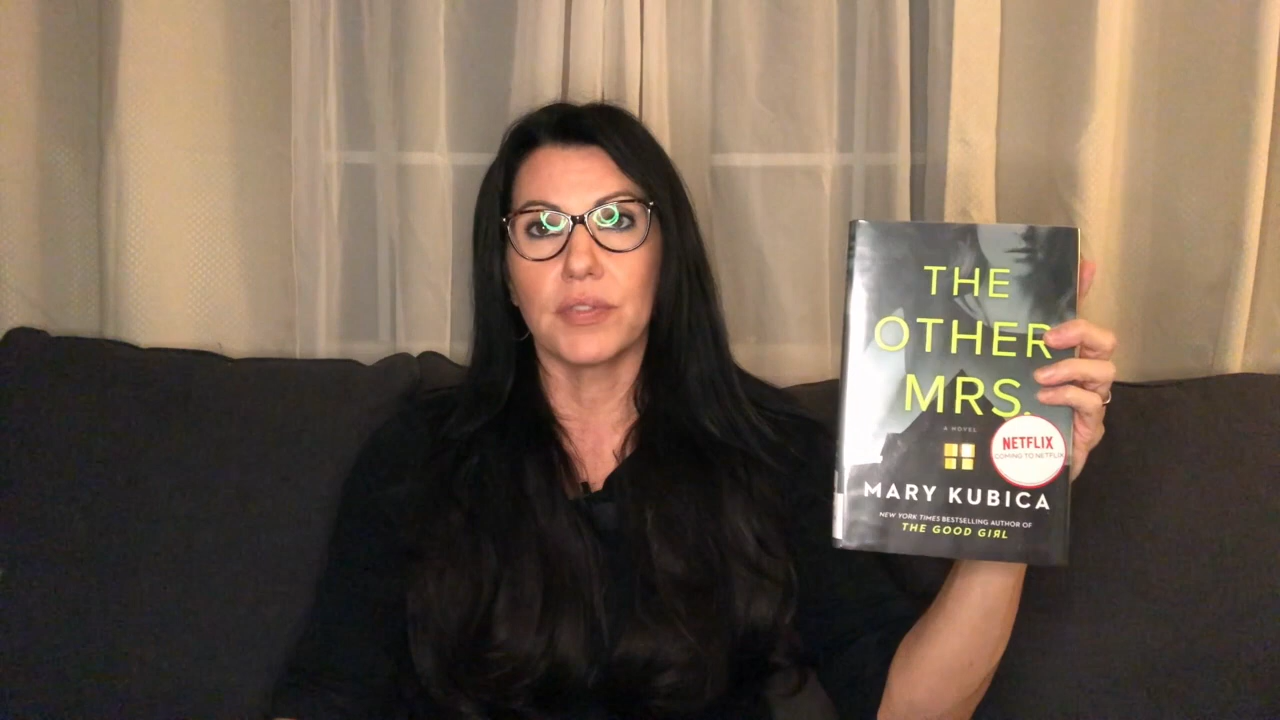 THE
OTHER
MRS.
A NOVEL
NETFLIX
COMING TO NETFLIX
MARY KUBICA
NEW YORK TIMES BESTSELLING AUTHOR OF
THE GOOD GIRL